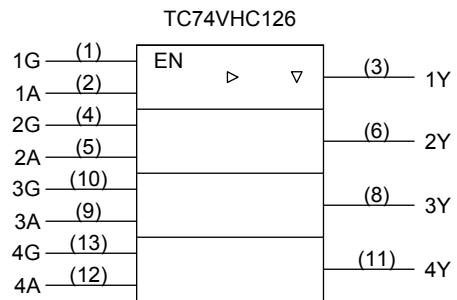 TC74VHC126
1G (1) EN
1A (2) (3) 1Y
2G (4)
2A (5) (6) 2Y
3G (10)
3A (9) (8) 3Y
4G (13)
4A (12) (11) 4Y